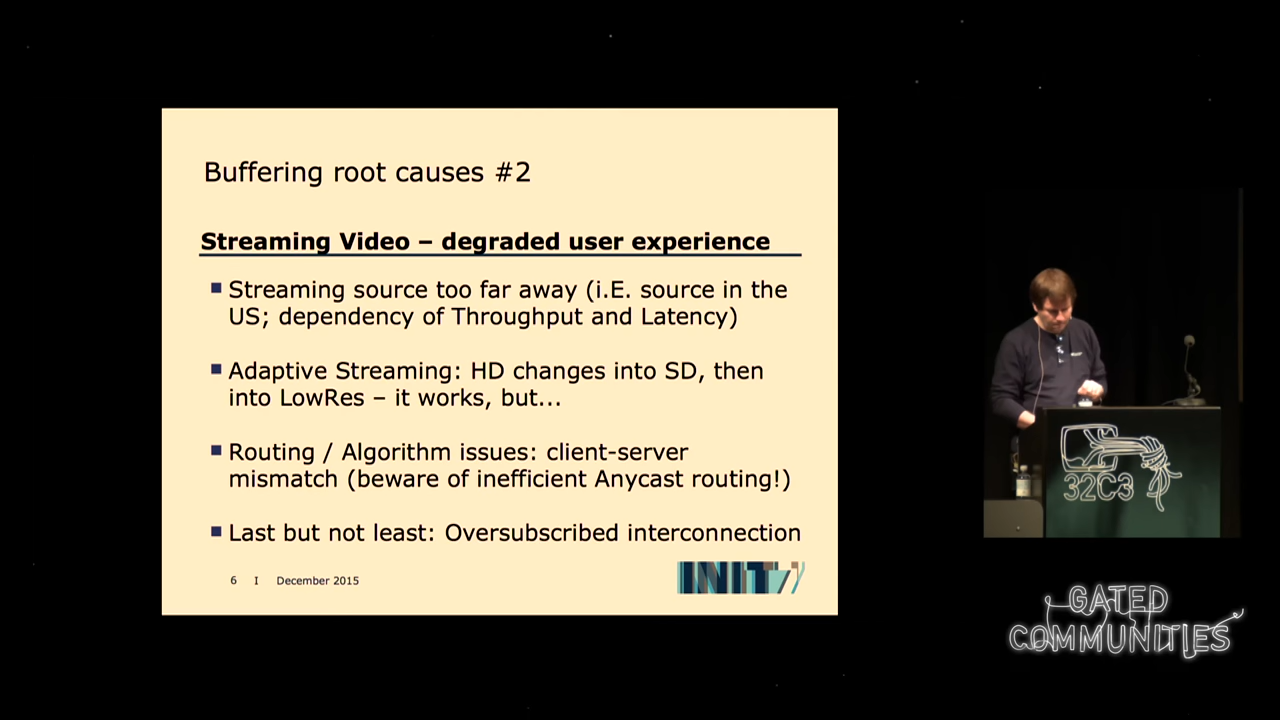 Buffering root causes #2
Streaming Video – degraded user experience
Streaming source too far away (i.E. source in the
US; dependency of Throughput and Latency)
Adaptive Streaming: HD changes into SD, then
into LowRes – it works, but...
Routing / Algorithm issues: client-server
mismatch (beware of inefficient Anycast routing!)
Last but not least: Oversubscribed interconnection
6 I December 2015
INIT7
32C3
GATED
COMMUNITIES